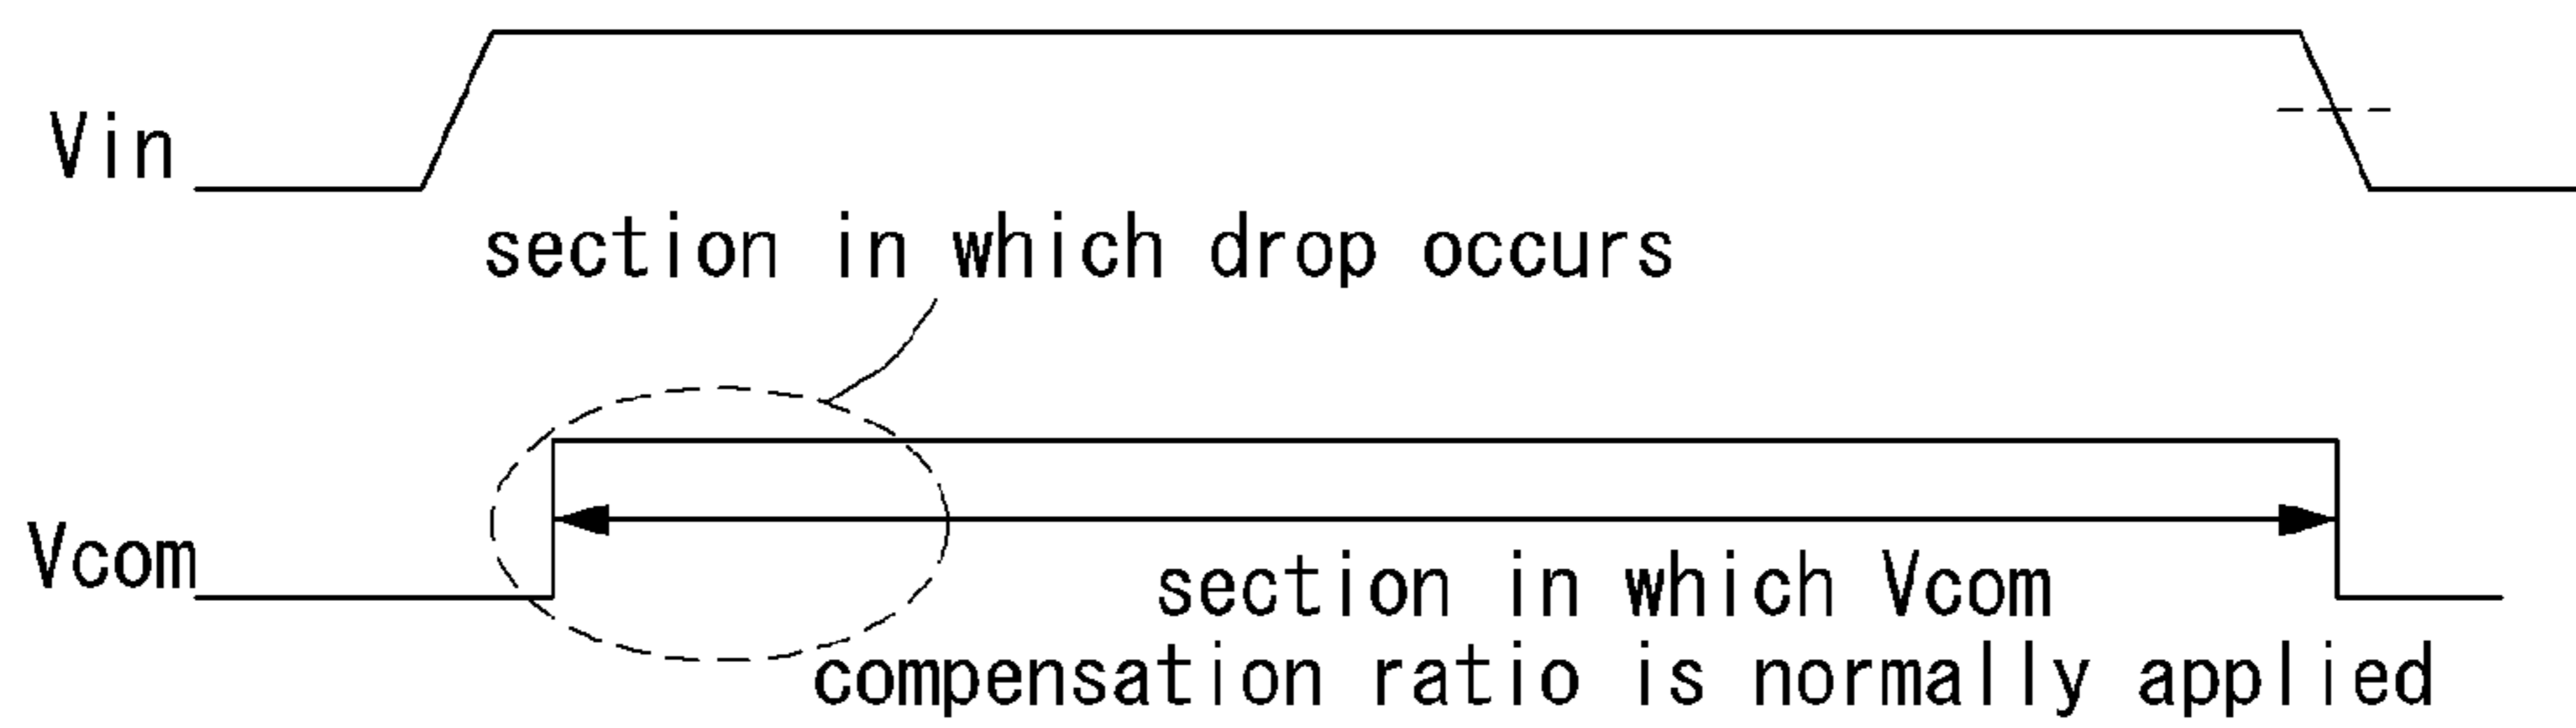 Vin
section in which drop occurs
Vcom
section in which Vcom
compensation ratio is normally applied